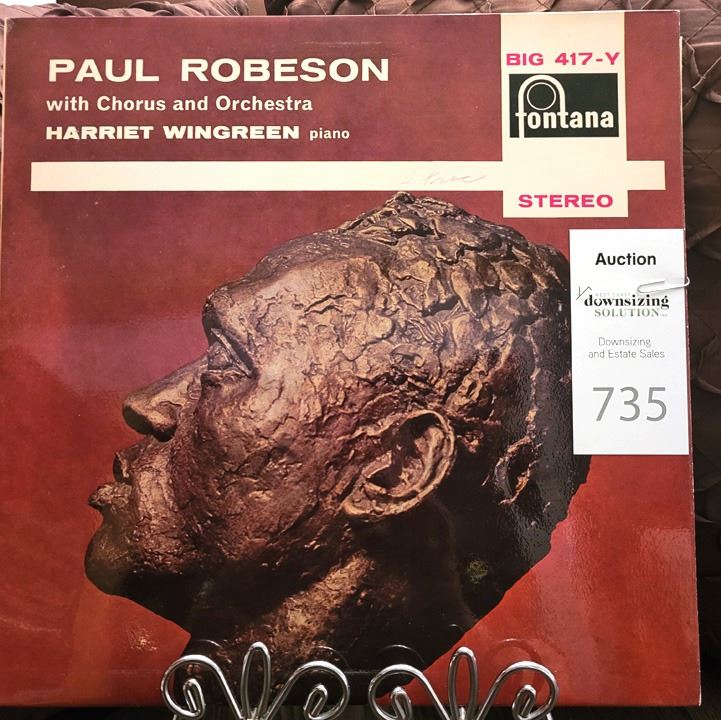 PAUL ROBESON
with Chorus and Orchestra
HARRIET WINGREEN piano
BIG 417-Y
fontana
STEREO
Auction
downsizing
SOLUTION
Downsizing
and Estate Sales
735